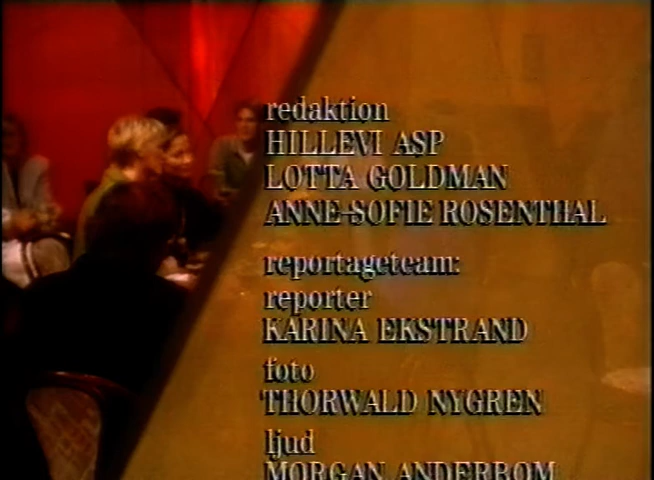 redaktion
HILLEVI ASP
LOTTA GOLDMAN
ANNE-SOFIE ROSENTHAL
reportageteam:
reporter
KARINA EKSTRAND
foto
THORWALD NYGREN
ljud
MORGAN ANDERBOM